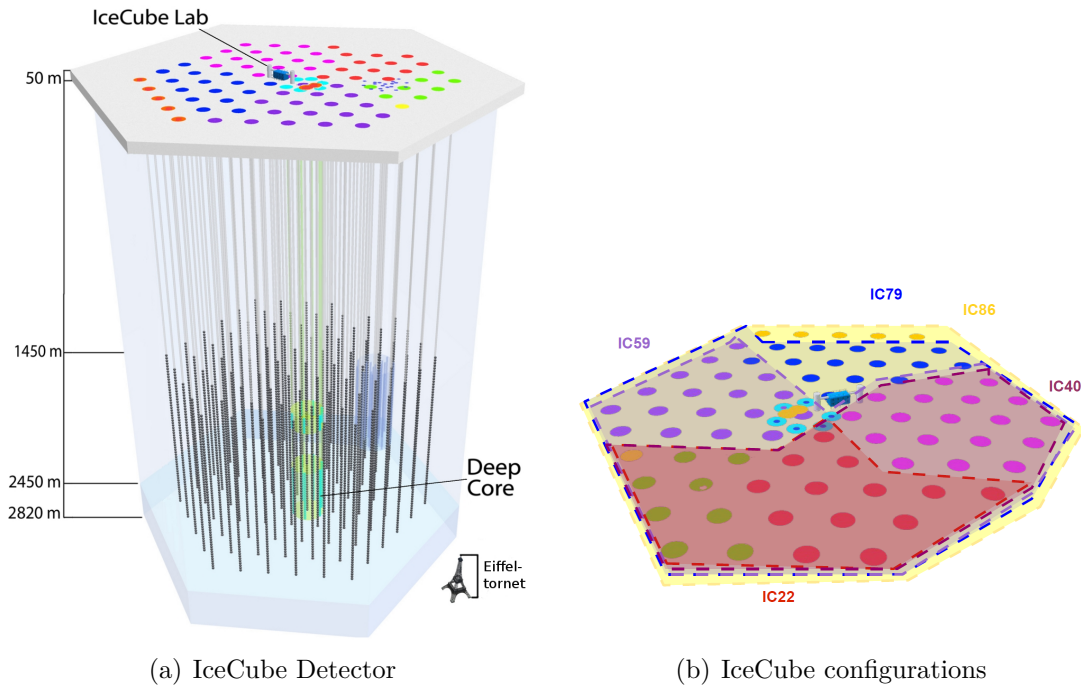 IceCube Lab
50 m
1450 m
2450 m
2820 m
Deep
Core
Eiffel-
tornet
(a) IceCube Detector
IC79
IC86
IC59
IC40
IC22
(b) IceCube configurations